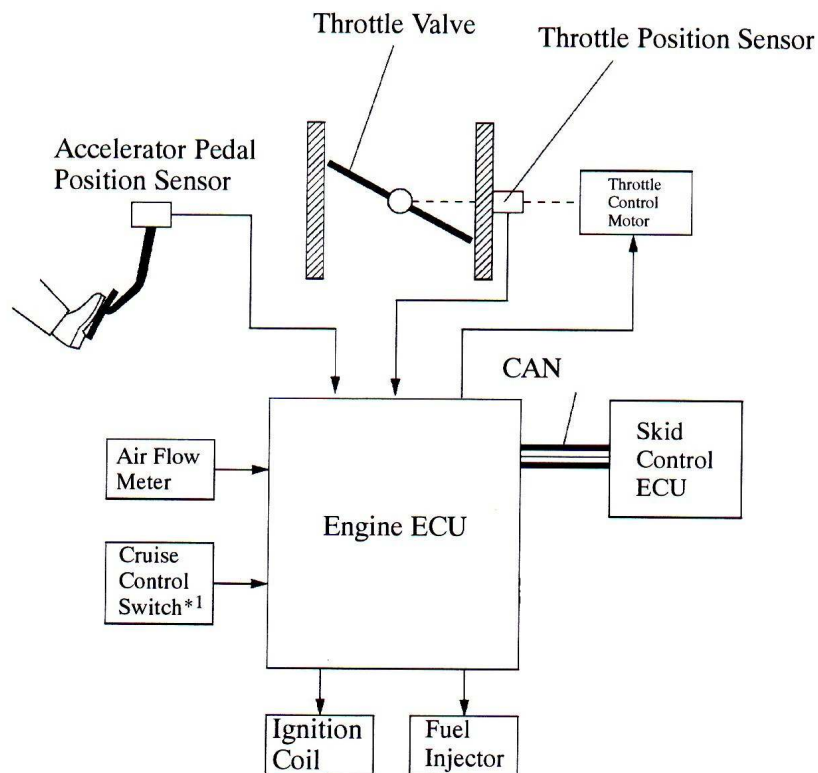 Throttle Valve
Throttle Position Sensor
Accelerator Pedal
Position Sensor
Throttle
Control
Motor
CAN
Skid
Control
ECU
Air Flow
Meter
Engine ECU
Cruise
Control
Switch*1
Ignition
Coil
Fuel
Injector